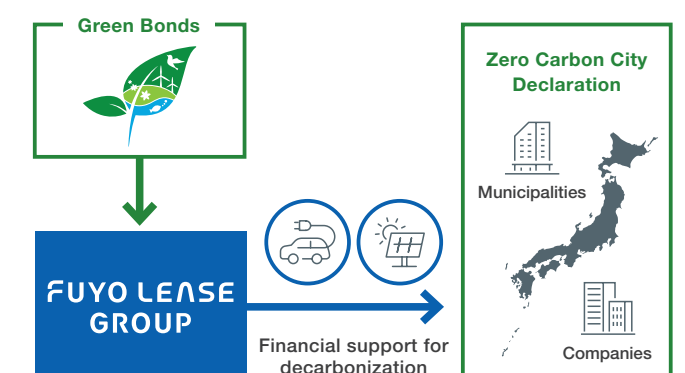 Green Bonds
Zero Carbon City
Declaration
Municipalities
FUYO LEASE
GROUP
Financial support for
decarbonization
Companies